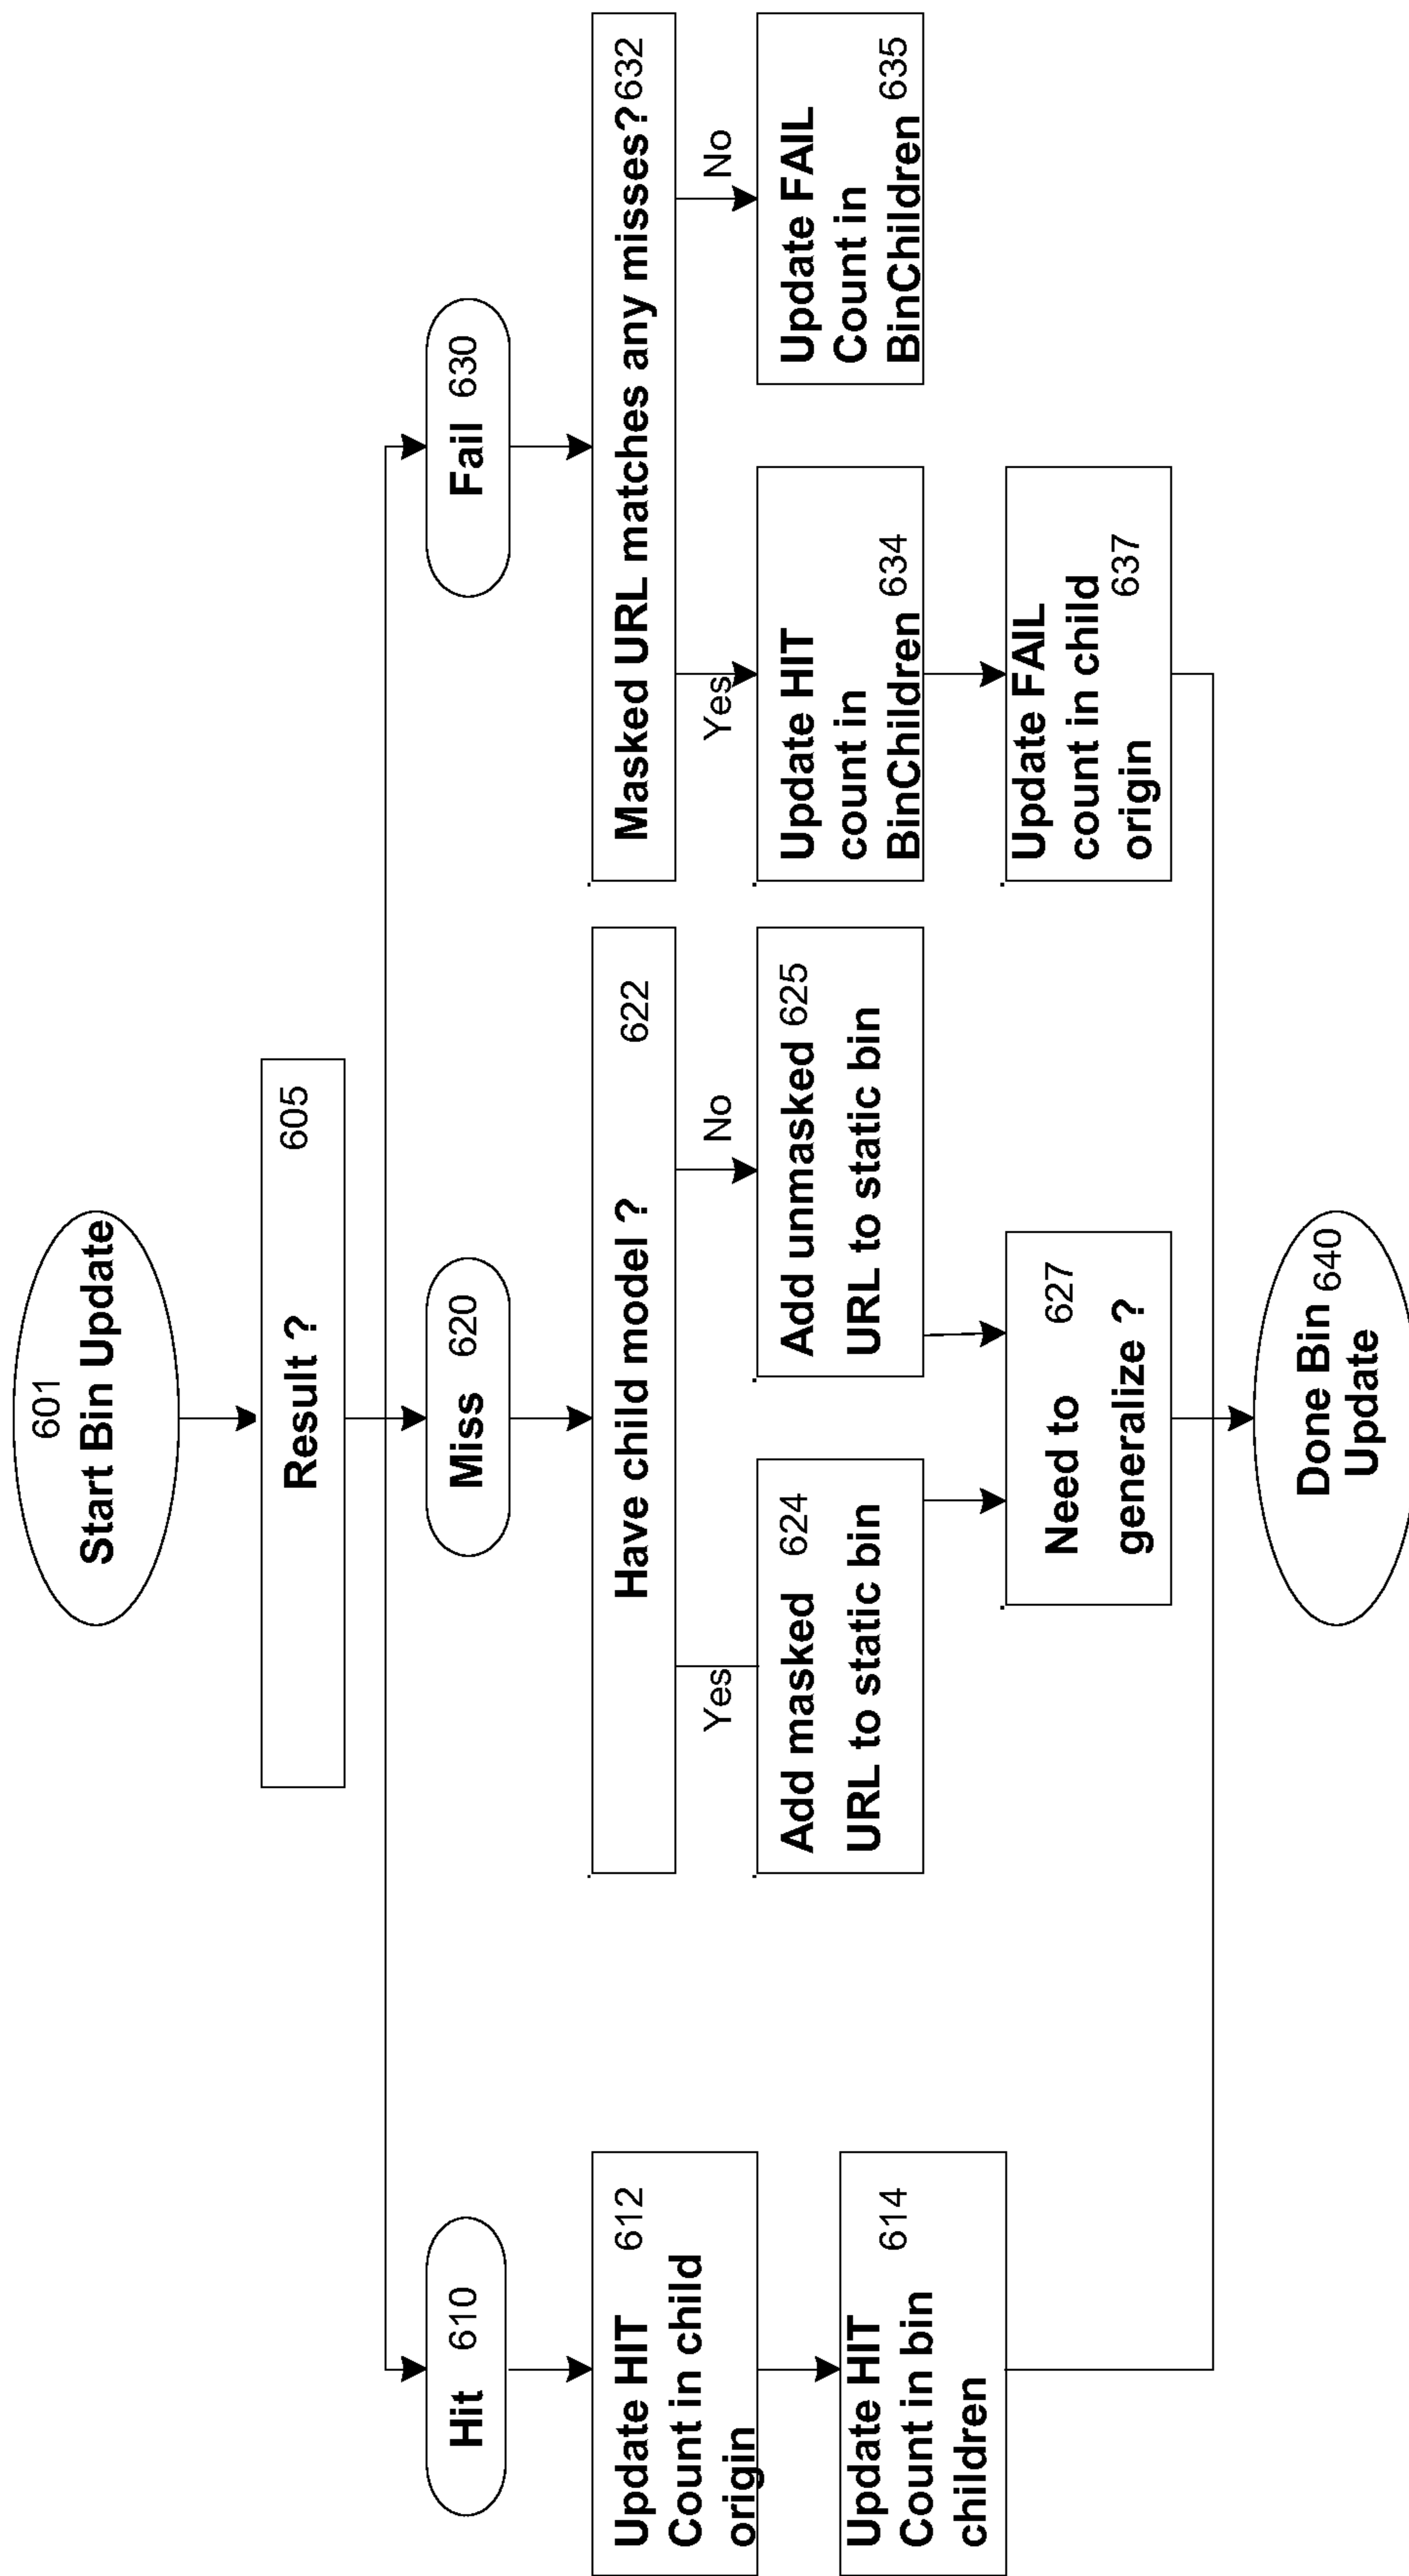 601
Start Bin Update
Result ? 605
Hit 610
Miss 620
Fail 630
Update HIT 612
Count in child
origin
Have child model ? 622
Masked URL matches any misses? 632
Yes
No
Yes
No
Update HIT
Count in bin 614
children
Add masked 624
URL to static bin
Add unmasked 625
URL to static bin
Update HIT
count in
BinChildren 634
Update FAIL
Count in
BinChildren 635
Need to 627
generalize ?
Update FAIL
count in child
origin 637
Done Bin 640
Update